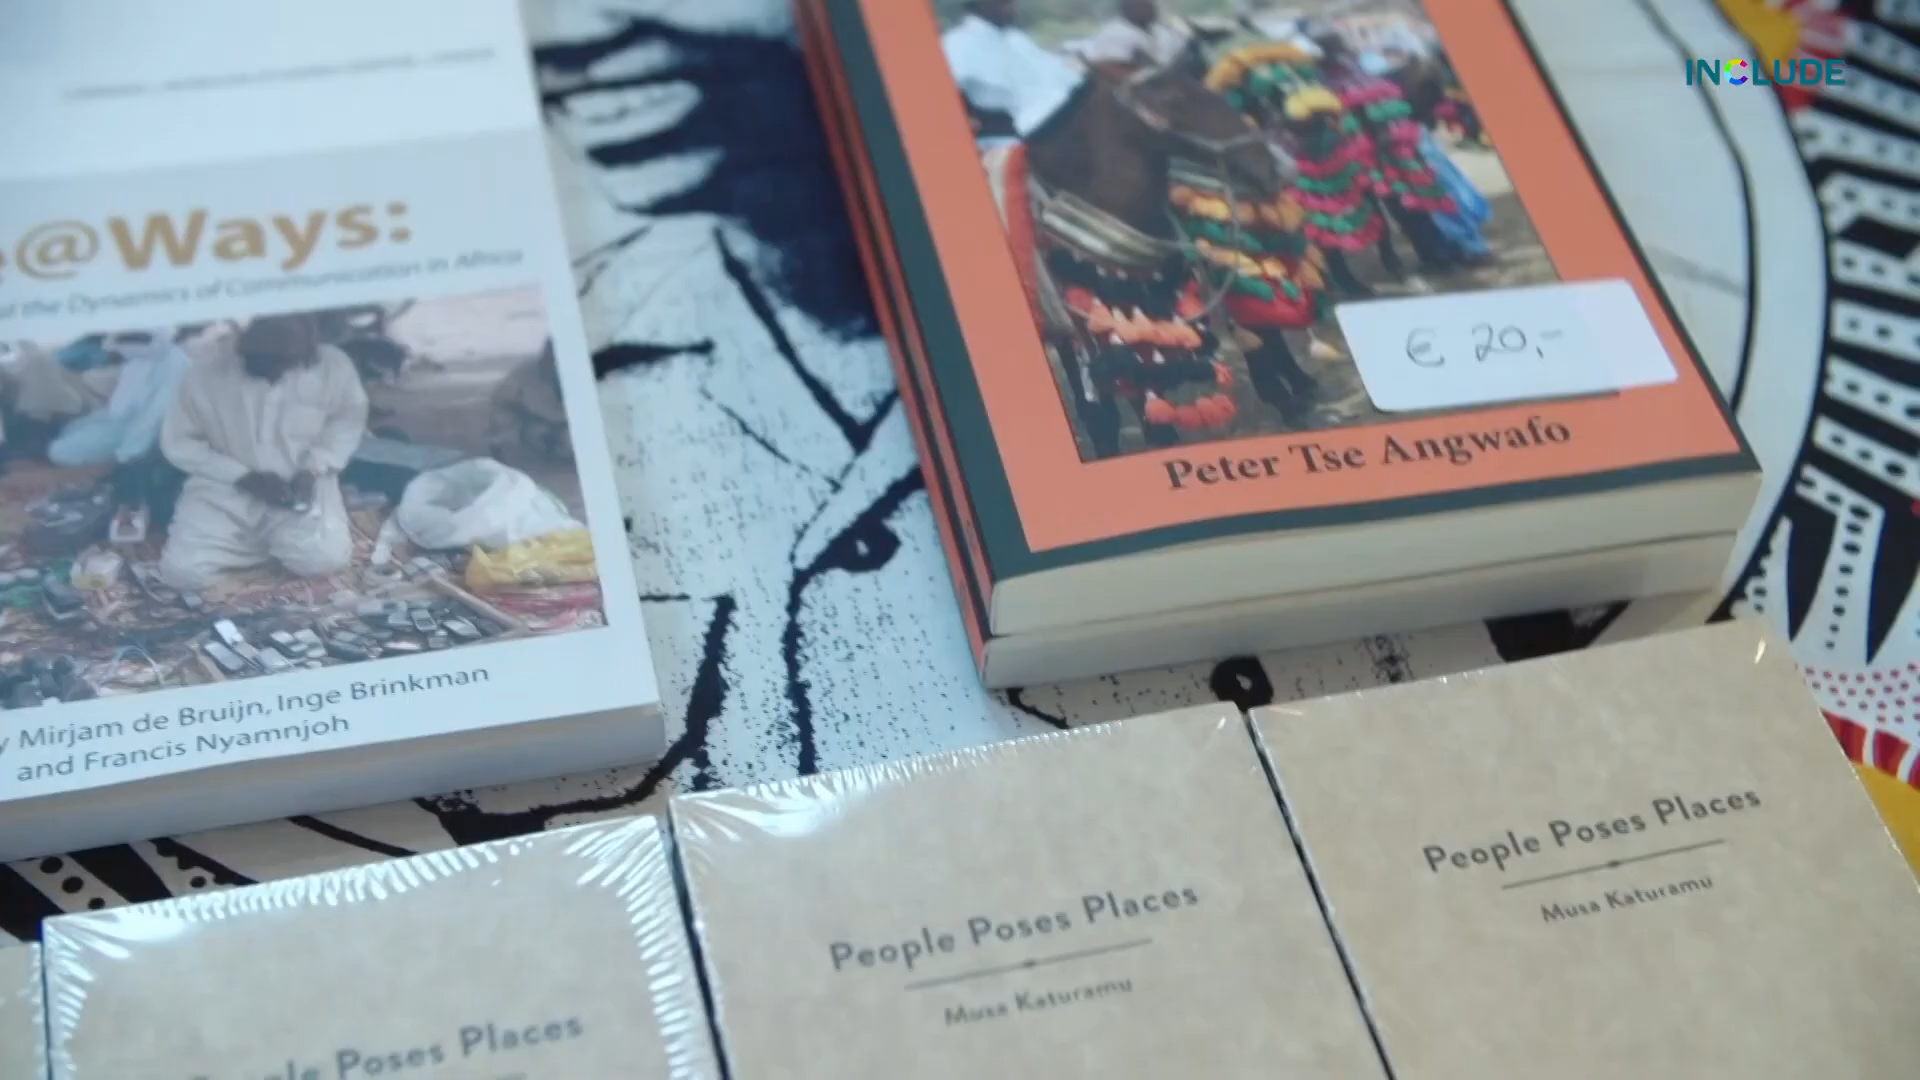 INCLUDE
e@Ways:
the Dynamics of Communication in Africa
Mirjam de Bruijn, Inge Brinkman
and Francis Nyamnjoh
€ 20,-
Peter Tse Angwafo
People Poses Places
Musa Katuramu
People Poses Places
Musa Katuramu
Poses Places